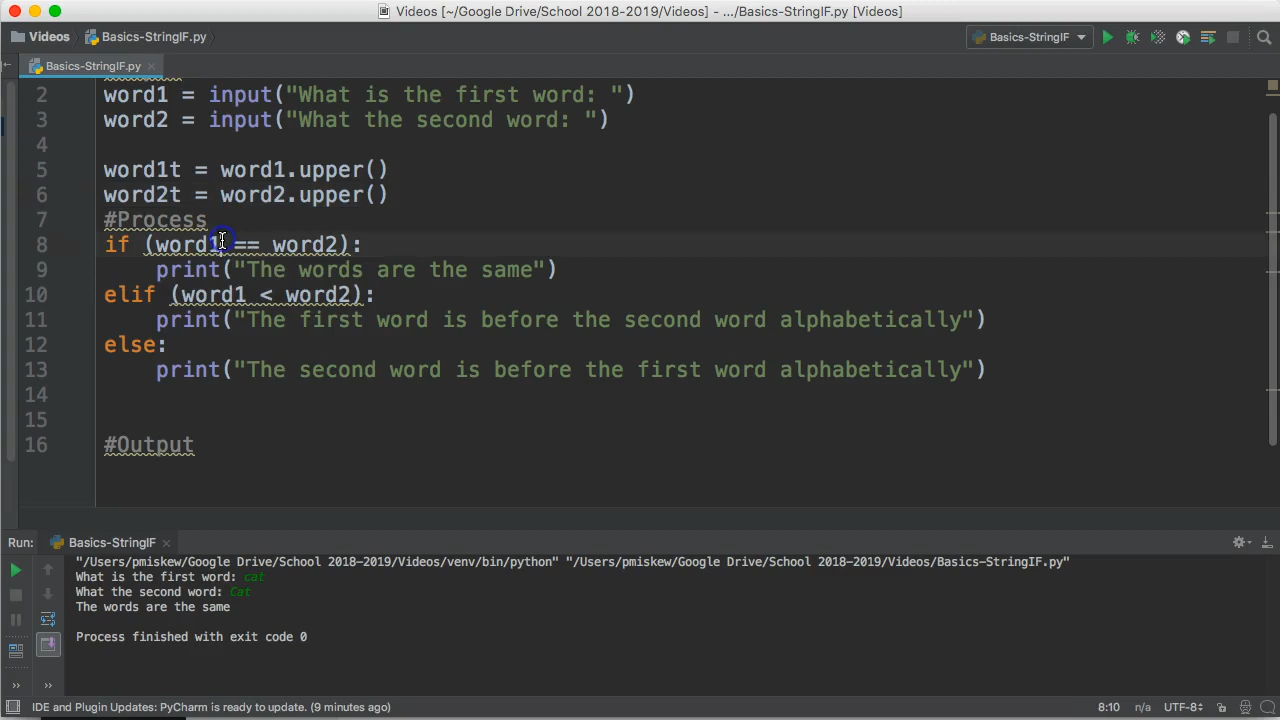 Videos [~/Google Drive/School 2018-2019/Videos] - .../Basics-StringIF.py [Videos]
Videos Basics-StringIF.py Basics-StringIF
Basics-StringIF.py
2 word1 = input("What is the first word: ")
3 word2 = input("What the second word: ")
4
5 word1t = word1.upper()
6 word2t = word2.upper()
7 #Process
8 if (word1 == word2):
9 print("The words are the same")
10 elif (word1 < word2):
11 print("The first word is before the second word alphabetically")
12 else:
13 print("The second word is before the first word alphabetically")
14
15
16 #Output
Run: Basics-StringIF
"/Users/pmiskew/Google Drive/School 2018-2019/Videos/venv/bin/python" "/Users/pmiskew/Google Drive/School 2018-2019/Videos/Basics-StringIF.py"
What is the first word: cat
What the second word: Cat
The words are the same
Process finished with exit code 0
IDE and Plugin Updates: PyCharm is ready to update. (9 minutes ago) 8:10 n/a UTF-8